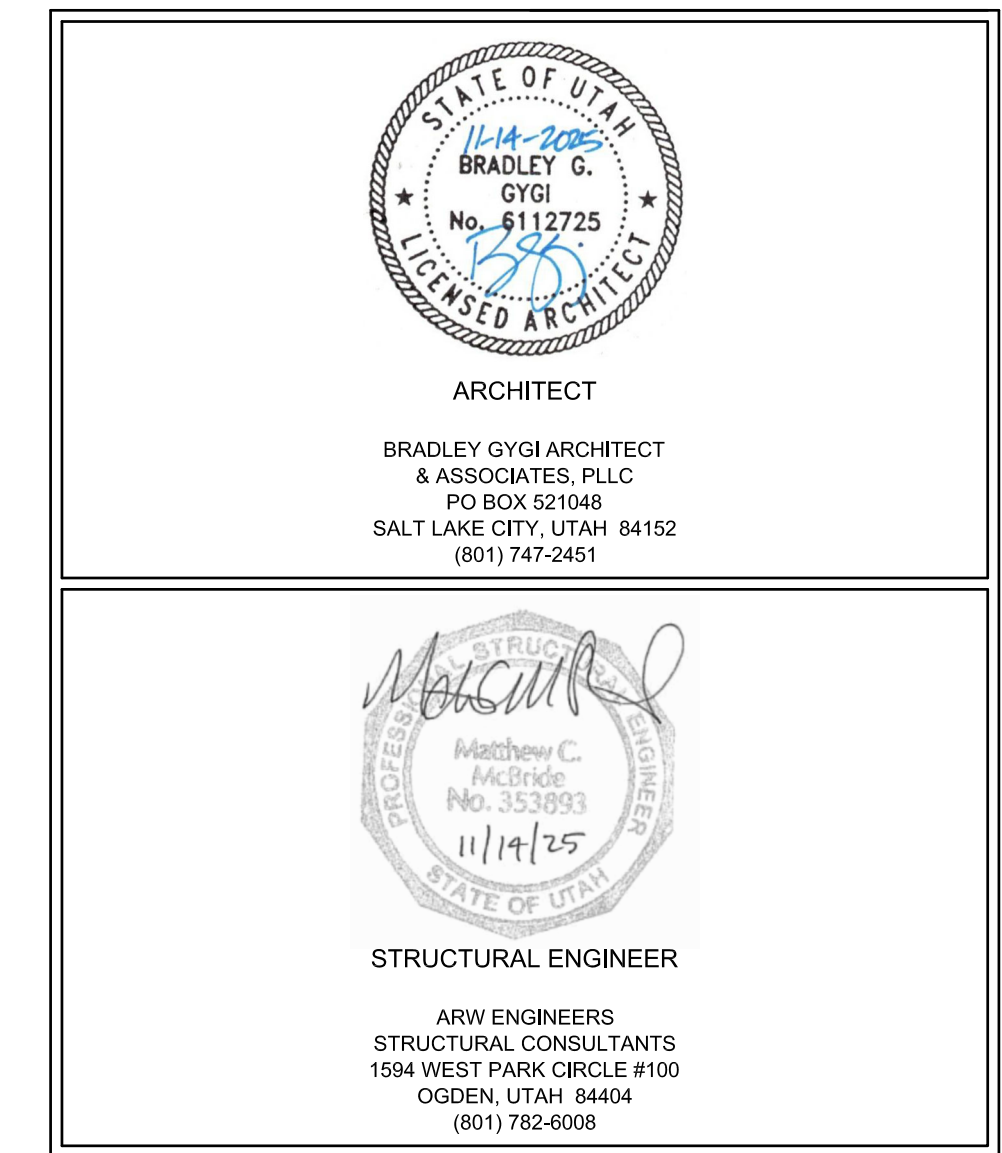 STATE OF UTAH
11-14-2025
BRADLEY G.
GYGI
No. 6112725
LICENSED ARCHITECT
ARCHITECT
BRADLEY GYGI ARCHITECT
& ASSOCIATES, PLLC
PO BOX 521048
SALT LAKE CITY, UTAH 84152
(801) 747-2451
PROFESSIONAL STRUCTURAL ENGINEER
Matthew C.
McBride
No. 353893
11/14/25
STATE OF UTAH
STRUCTURAL ENGINEER
ARW ENGINEERS
STRUCTURAL CONSULTANTS
1594 WEST PARK CIRCLE #100
OGDEN, UTAH 84404
(801) 782-6008